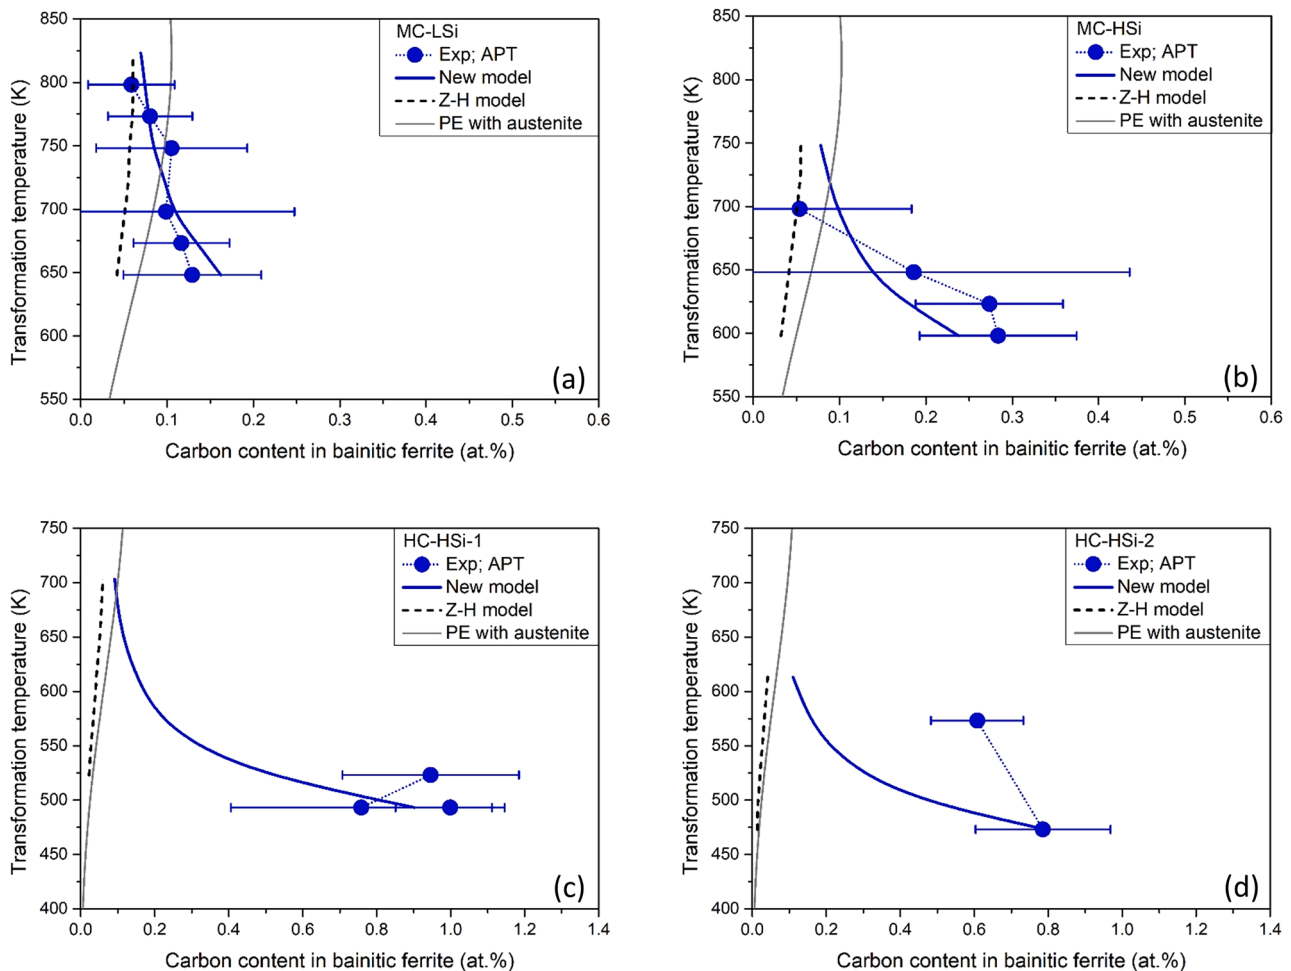 MC-LSi
Exp; APT
New model
Z-H model
PE with austenite
850
800
750
700
650
600
550
0.0 0.1 0.2 0.3 0.4 0.5 0.6
Transformation temperature (K)
Carbon content in bainitic ferrite (at.%)
(a)
MC-HSi
Exp; APT
New model
Z-H model
PE with austenite
850
800
750
700
650
600
550
0.0 0.1 0.2 0.3 0.4 0.5 0.6
Transformation temperature (K)
Carbon content in bainitic ferrite (at.%)
(b)
HC-HSi-1
Exp; APT
New model
Z-H model
PE with austenite
750
700
650
600
550
500
450
400
0.0 0.2 0.4 0.6 0.8 1.0 1.2 1.4
Transformation temperature (K)
Carbon content in bainitic ferrite (at.%)
(c)
HC-HSi-2
Exp; APT
New model
Z-H model
PE with austenite
750
700
650
600
550
500
450
400
0.0 0.2 0.4 0.6 0.8 1.0 1.2 1.4
Transformation temperature (K)
Carbon content in bainitic ferrite (at.%)
(d)